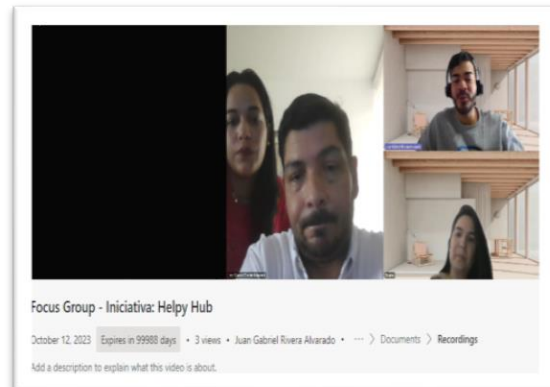 Focus Group - Iniciativa: Helpy Hub
October 12, 2023 Expires in 99988 days • 3 views • Juan Gabriel Rivera Alvarado • ··· > Documents > Recordings
Add a description to explain what this video is about.